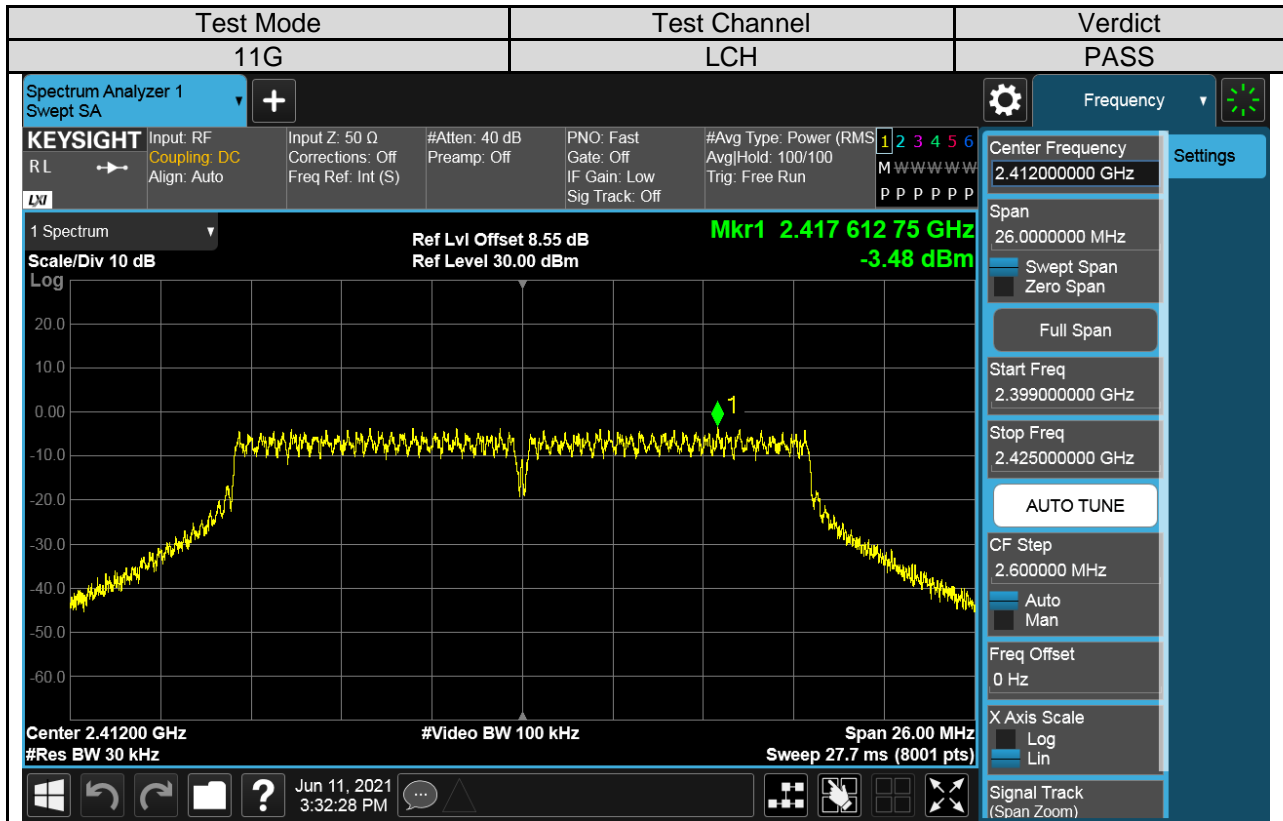 Test Mode Test Channel Verdict
11G LCH PASS
Spectrum Analyzer 1
Swept SA
+
Frequency
KEYSIGHT Input: RF Input Z: 50 Ω #Atten: 40 dB PNO: Fast #Avg Type: Power (RMS 1 2 3 4 5 6
RL Coupling: DC Corrections: Off Preamp: Off Gate: Off Avg|Hold: 100/100 M W W W W W
Align: Auto Freq Ref: Int (S) IF Gain: Low Trig: Free Run
LXI Sig Track: Off P P P P P P
1 Spectrum
Scale/Div 10 dB
Ref Lvl Offset 8.55 dB
Ref Level 30.00 dBm
Mkr1 2.417 612 75 GHz
-3.48 dBm
Log
20.0
10.0
0.00
-10.0
-20.0
-30.0
-40.0
-50.0
-60.0
1
Center 2.41200 GHz #Video BW 100 kHz Span 26.00 MHz
#Res BW 30 kHz Sweep 27.7 ms (8001 pts)
?
Jun 11, 2021
3:32:28 PM
Center Frequency
2.412000000 GHz
Settings
Span
26.0000000 MHz
Swept Span
Zero Span
Full Span
Start Freq
2.399000000 GHz
Stop Freq
2.425000000 GHz
AUTO TUNE
CF Step
2.600000 MHz
Auto
Man
Freq Offset
0 Hz
X Axis Scale
Log
Lin
Signal Track
(Span Zoom)